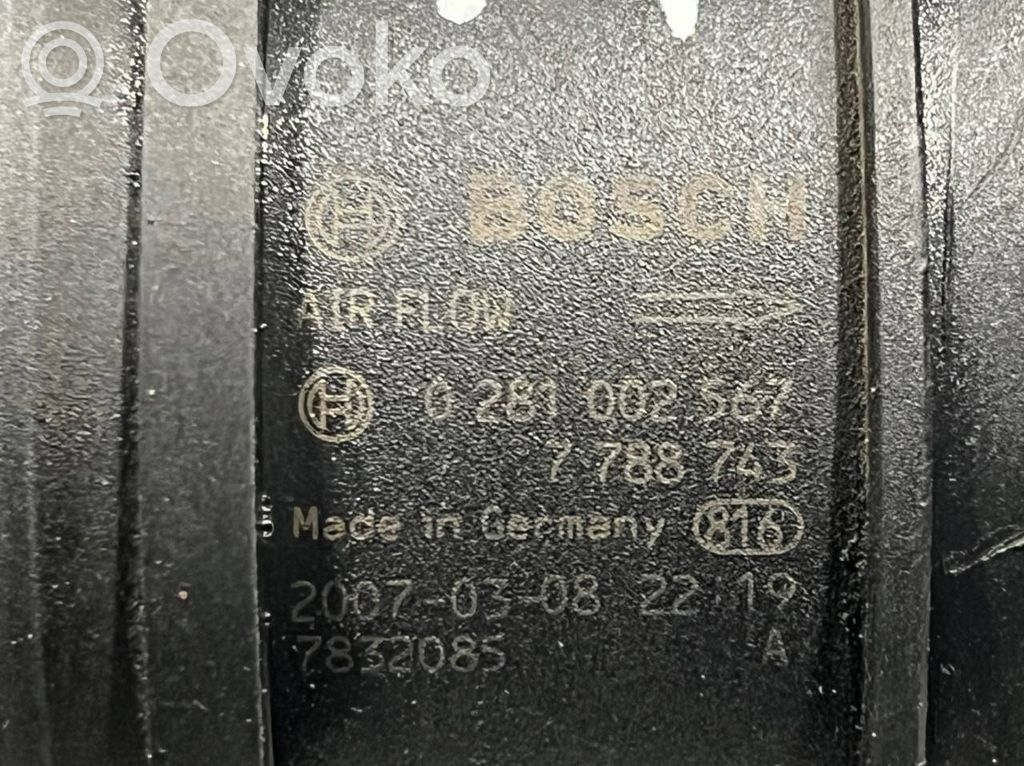 Ovoko
BOSCH
AIR FLOW
0 281 002 567
7 788 743
Made in Germany 816
2007-03-08 22:19
7832085 A